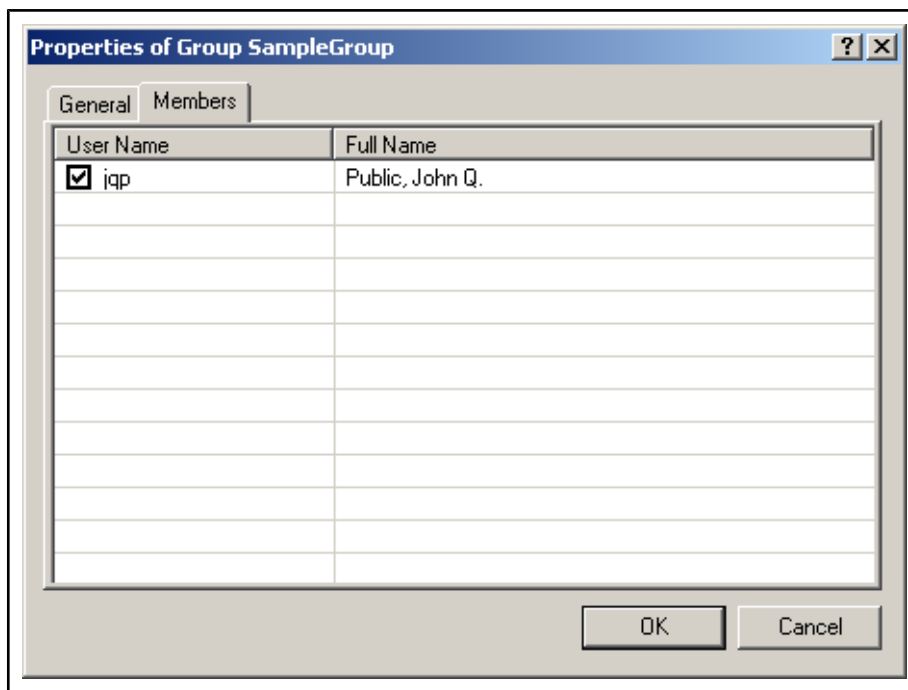 Properties of Group SampleGroup
General Members
User Name Full Name
jqp Public, John Q.
OK Cancel